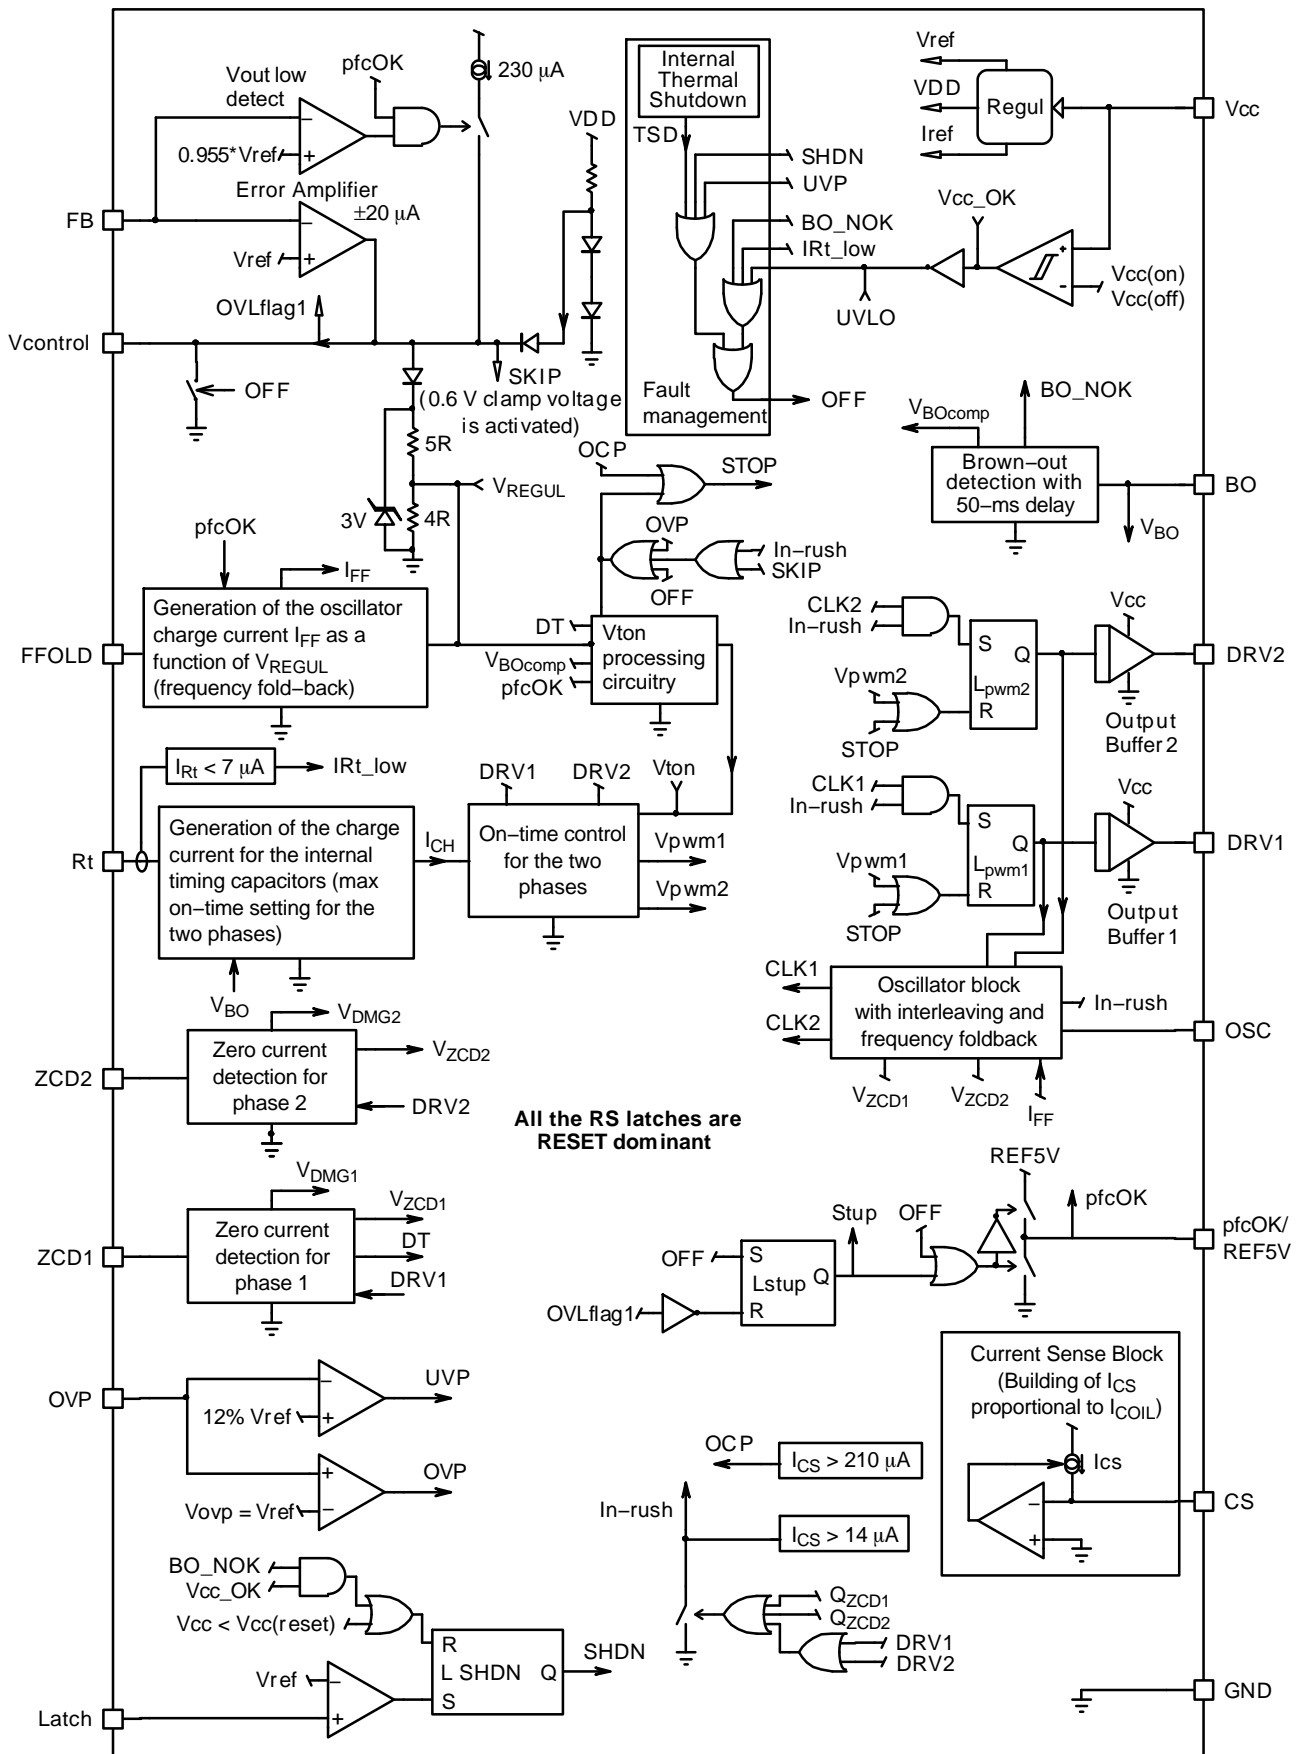 Vout low
detect
pfcOK
230 μA
0.955*Vref
Error Amplifier
±20 μA
FB
Vref
OVLflag1
Vcontrol
OFF
VDD
SKIP
(0.6 V clamp voltage
is activated)
5R
4R
3V
VREGUL
Internal
Thermal
Shutdown
TSD
SHDN
UVP
BO_NOK
IRt_low
UVLO
Fault
management
OFF
Vref
VDD
Iref
Regul
Vcc
Vcc_OK
Vcc(on)
Vcc(off)
VBOcomp
BO_NOK
Brown−out
detection with
50−ms delay
BO
VBO
OCP
STOP
OVP
In−rush
SKIP
OFF
pfcOK
IFF
Generation of the oscillator
charge current IFF as a
function of VREGUL
(frequency fold−back)
FFOLD
DT
VBOcomp
pfcOK
Vton
processing
circuitry
CLK2
In−rush
Vpwm2
STOP
S
Q
Lpwm2
R
Vcc
DRV2
Output
Buffer 2
IRt < 7 μA
IRt_low
Rt
Generation of the charge
current for the internal
timing capacitors (max
on−time setting for the
two phases)
VBO
ICH
DRV1
DRV2
Vton
On−time control
for the two
phases
Vpwm1
Vpwm2
CLK1
In−rush
Vpwm1
STOP
S
Q
Lpwm1
R
Vcc
DRV1
Output
Buffer 1
CLK1
CLK2
Oscillator block
with interleaving and
frequency foldback
In−rush
OSC
VZCD1
VZCD2
IFF
VDMG2
VZCD2
Zero current
detection for
phase 2
ZCD2
DRV2
All the RS latches are
RESET dominant
VDMG1
VZCD1
Zero current
detection for
phase 1
DT
ZCD1
DRV1
OFF
OVLflag1
S
Lstup
Q
R
Stup
OFF
REF5V
pfcOK
pfcOK/
REF5V
OVP
UVP
12% Vref
OVP
Vovp = Vref
OCP
ICS > 210 μA
In−rush
ICS > 14 μA
QZCD1
QZCD2
DRV1
DRV2
Current Sense Block
(Building of ICS
proportional to ICOIL)
Ics
CS
BO_NOK
Vcc_OK
Vcc < Vcc(reset)
R
L SHDN
Q
S
SHDN
Vref
Latch
GND